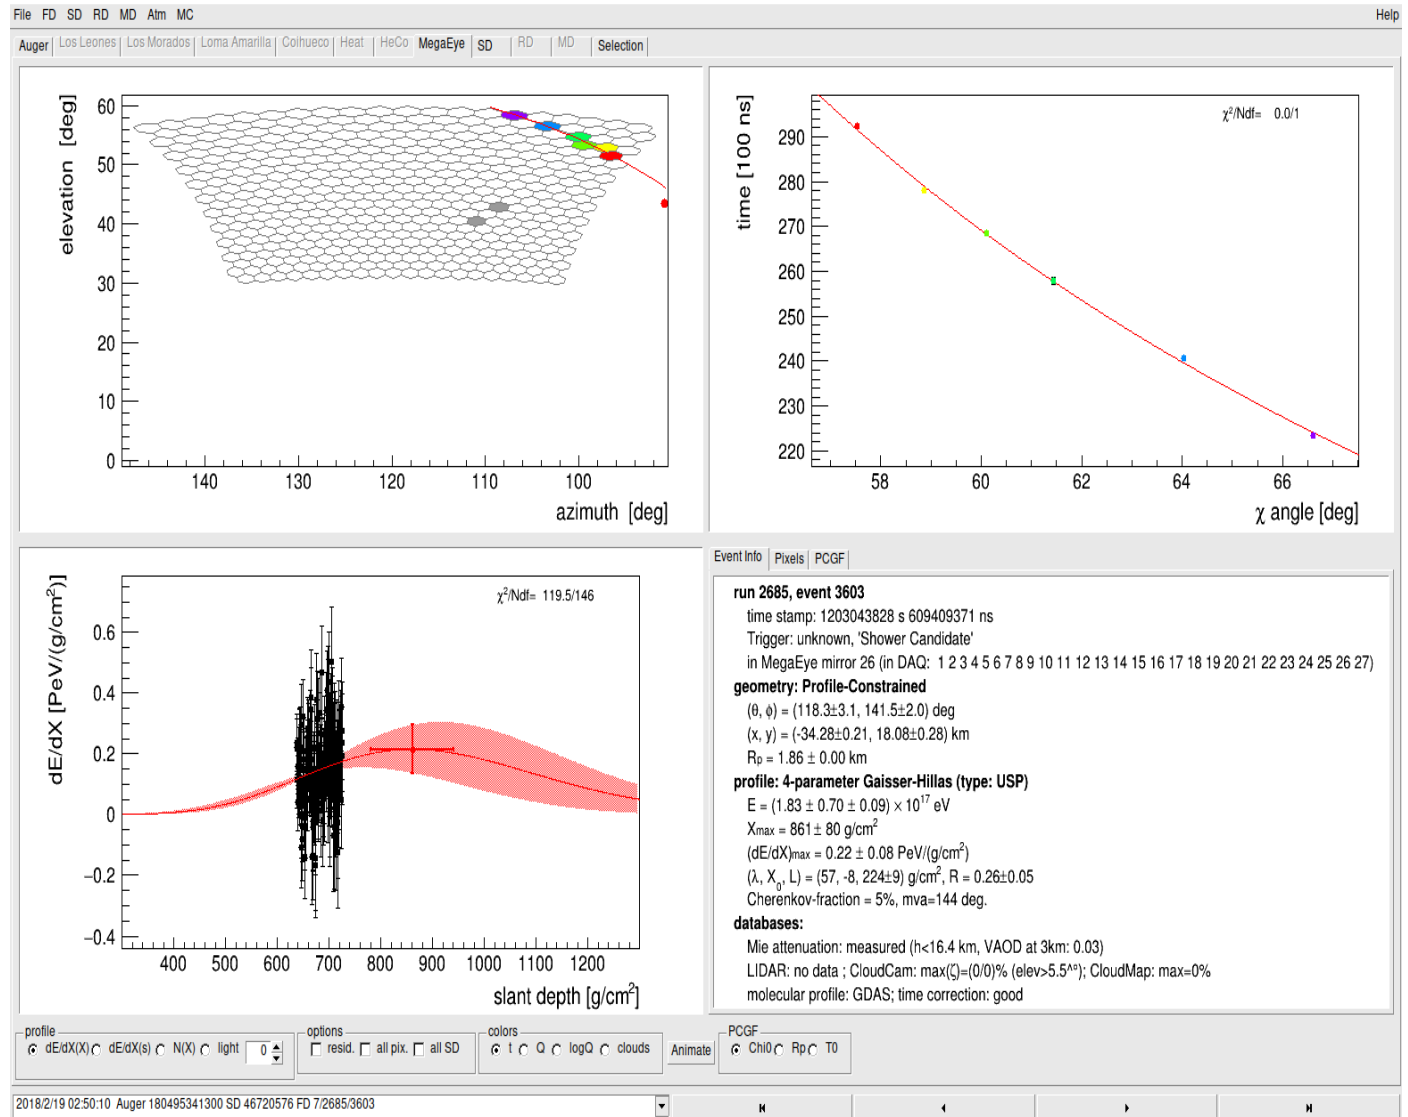 File FD SD RD MD Atm MC Help
Auger Los Leones Los Morados Loma Amarilla Coihueco Heat HeCo MegaEye SD RD MD Selection
elevation [deg]
60
50
40
30
20
10
0
140 130 120 110 100
azimuth [deg]
time [100 ns]
χ²/Ndf= 0.0/1
290
280
270
260
250
240
230
220
58 60 62 64 66
χ angle [deg]
dE/dX [PeV/(g/cm²)]
χ²/Ndf= 119.5/146
0.6
0.4
0.2
0
−0.2
−0.4
400 500 600 700 800 900 1000 1100 1200
slant depth [g/cm²]
Event Info Pixels PCGF
run 2685, event 3603
time stamp: 1203043828 s 609409371 ns
Trigger: unknown, 'Shower Candidate'
in MegaEye mirror 26 (in DAQ: 1 2 3 4 5 6 7 8 9 10 11 12 13 14 15 16 17 18 19 20 21 22 23 24 25 26 27)
geometry: Profile-Constrained
(θ, ϕ) = (118.3±3.1, 141.5±2.0) deg
(x, y) = (-34.28±0.21, 18.08±0.28) km
Rp = 1.86 ± 0.00 km
profile: 4-parameter Gaisser-Hillas (type: USP)
E = (1.83 ± 0.70 ± 0.09) × 10¹⁷ eV
Xmax = 861± 80 g/cm²
(dE/dX)max = 0.22 ± 0.08 PeV/(g/cm²)
(λ, X₀, L) = (57, -8, 224±9) g/cm², R = 0.26±0.05
Cherenkov-fraction = 5%, mva=144 deg.
databases:
Mie attenuation: measured (h<16.4 km, VAOD at 3km: 0.03)
LIDAR: no data ; CloudCam: max(ζ)=(0/0)% (elev>5.5^º); CloudMap: max=0%
molecular profile: GDAS; time correction: good
profile options colors PCGF
dE/dX(X) dE/dX(s) N(X) light 0 resid. all pix. all SD t Q logQ clouds Animate Chi0 Rp T0
2018/2/19 02:50:10 Auger 180495341300 SD 46720576 FD 7/2685/3603